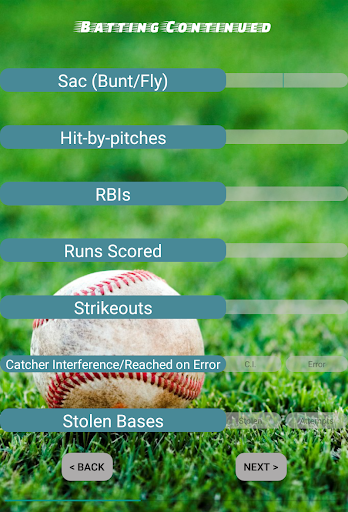 Batting Continued
Sac (Bunt/Fly)
Hit-by-pitches
RBIs
Runs Scored
Strikeouts
Catcher Interference/Reached on Error C.I. Error
Stolen Bases Stolen Attempts
< BACK NEXT >